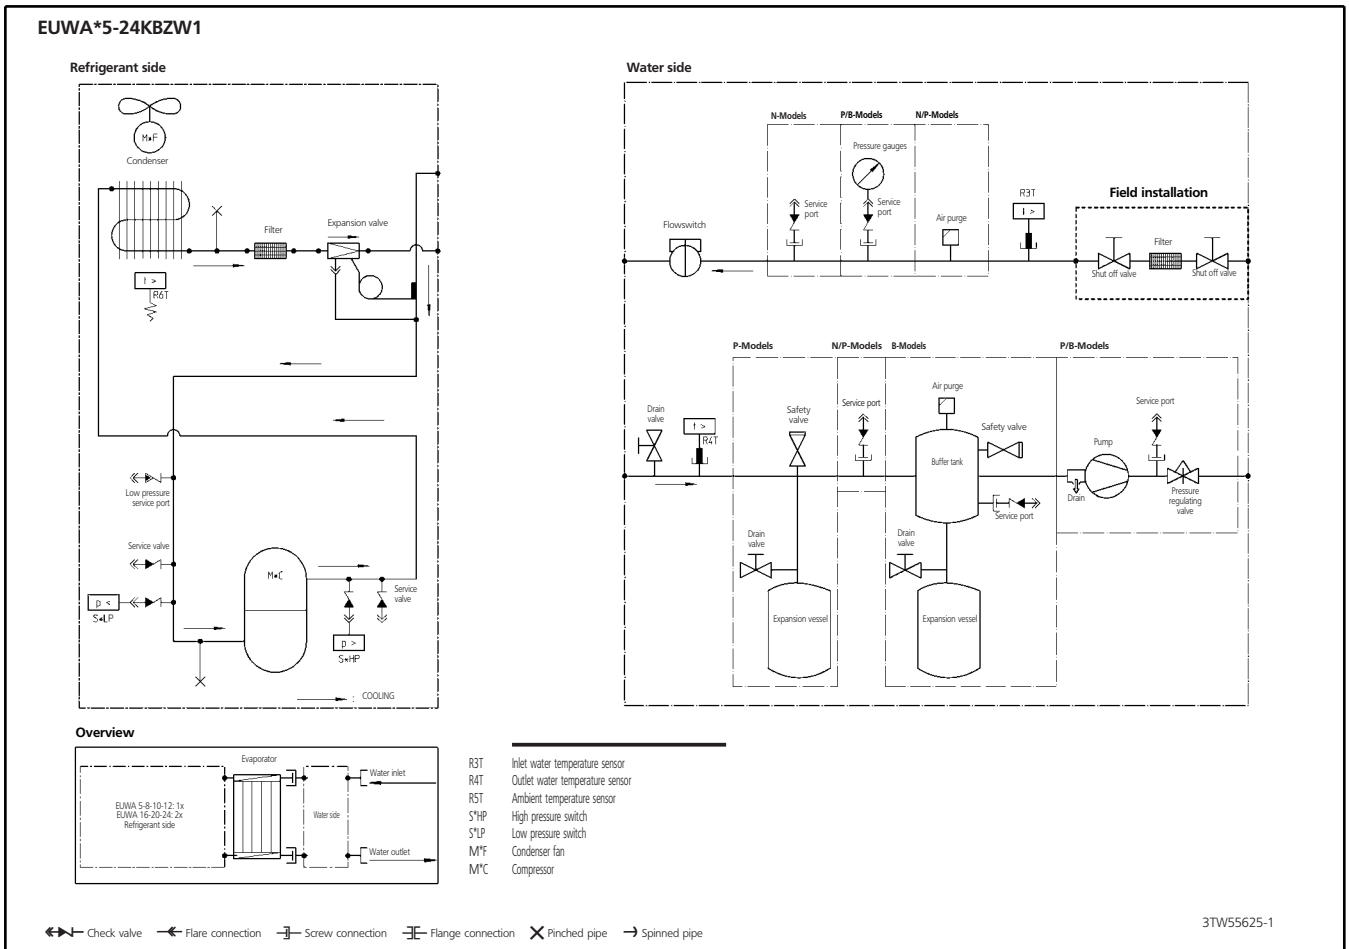 EUWA*5-24KBZW1
Refrigerant side
M*F
Condenser
Filter
Expansion valve
t >
R6T
Low pressure
service port
Service valve
p <
S*LP
M*C
Service
valve
p >
S*HP
: COOLING
Water side
N-Models
P/B-Models
N/P-Models
Pressure gauges
Service
port
Service
port
Air purge
R3T
t >
Field installation
Flowswitch
Filter
Shut off valve
Shut off valve
P-Models
N/P-Models
B-Models
P/B-Models
Drain
valve
t >
R4T
Safety
valve
Service port
Air purge
Safety valve
Buffer tank
Service port
Pump
Drain
Service port
Pressure
regulating
valve
Drain
valve
Drain
valve
Expansion vessel
Expansion vessel
Overview
Evaporator
Water inlet
EUWA 5-8-10-12: 1x
EUWA 16-20-24: 2x
Refrigerant side
Water side
Water outlet
R3T Inlet water temperature sensor
R4T Outlet water temperature sensor
R5T Ambient temperature sensor
S*HP High pressure switch
S*LP Low pressure switch
M*F Condenser fan
M*C Compressor
Check valve
Flare connection
Screw connection
Flange connection
Pinched pipe
Spinned pipe
3TW55625-1